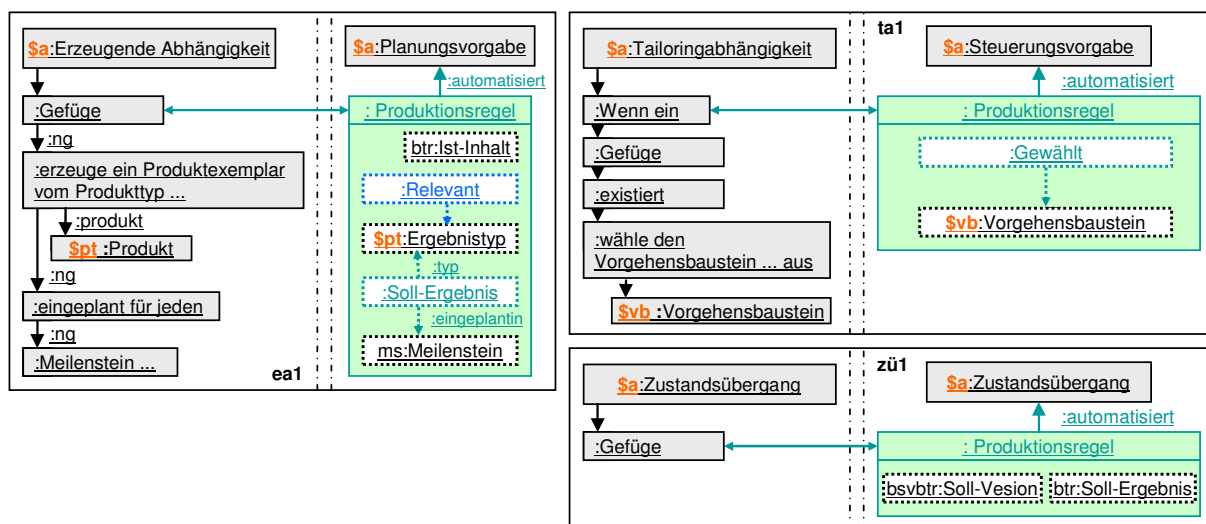 $a:Erzeugende Abhängigkeit
:Gefüge
:ng
:erzeuge ein Produktexemplar
vom Produkttyp ...
:produkt
$pt :Produkt
:ng
:eingeplant für jeden
:ng
:Meilenstein ...
ea1
$a:Planungsvorgabe
:automatisiert
: Produktionsregel
btr:Ist-Inhalt
:Relevant
$pt:Ergebnistyp
:typ
:Soll-Ergebnis
:eingeplantin
ms:Meilenstein
ta1
$a:Tailoringabhängigkeit
:Wenn ein
:Gefüge
:existiert
:wähle den
Vorgehensbaustein ... aus
$vb :Vorgehensbaustein
$a:Steuerungsvorgabe
:automatisiert
: Produktionsregel
:Gewählt
$vb:Vorgehensbaustein
zü1
$a:Zustandsübergang
:Gefüge
$a:Zustandsübergang
:automatisiert
: Produktionsregel
bsvbtr:Soll-Vesion
btr:Soll-Ergebnis